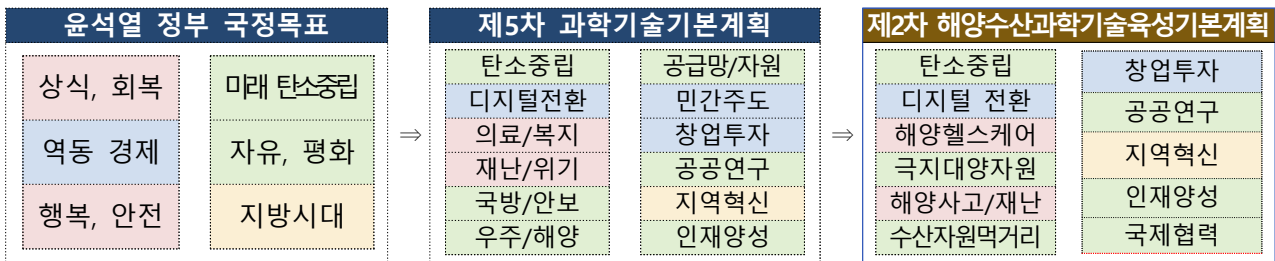 윤석열 정부 국정목표
상식, 회복
미래 탄소중립
역동 경제
자유, 평화
행복, 안전
지방시대
⇒
제5차 과학기술기본계획
탄소중립
공급망/자원
디지털전환
민간주도
의료/복지
창업투자
재난/위기
공공연구
국방/안보
지역혁신
우주/해양
인재양성
⇒
제2차 해양수산과학기술육성기본계획
탄소중립
디지털 전환
해양헬스케어
극지대양자원
해양사고/재난
수산자원먹거리
창업투자
공공연구
지역혁신
인재양성
국제협력